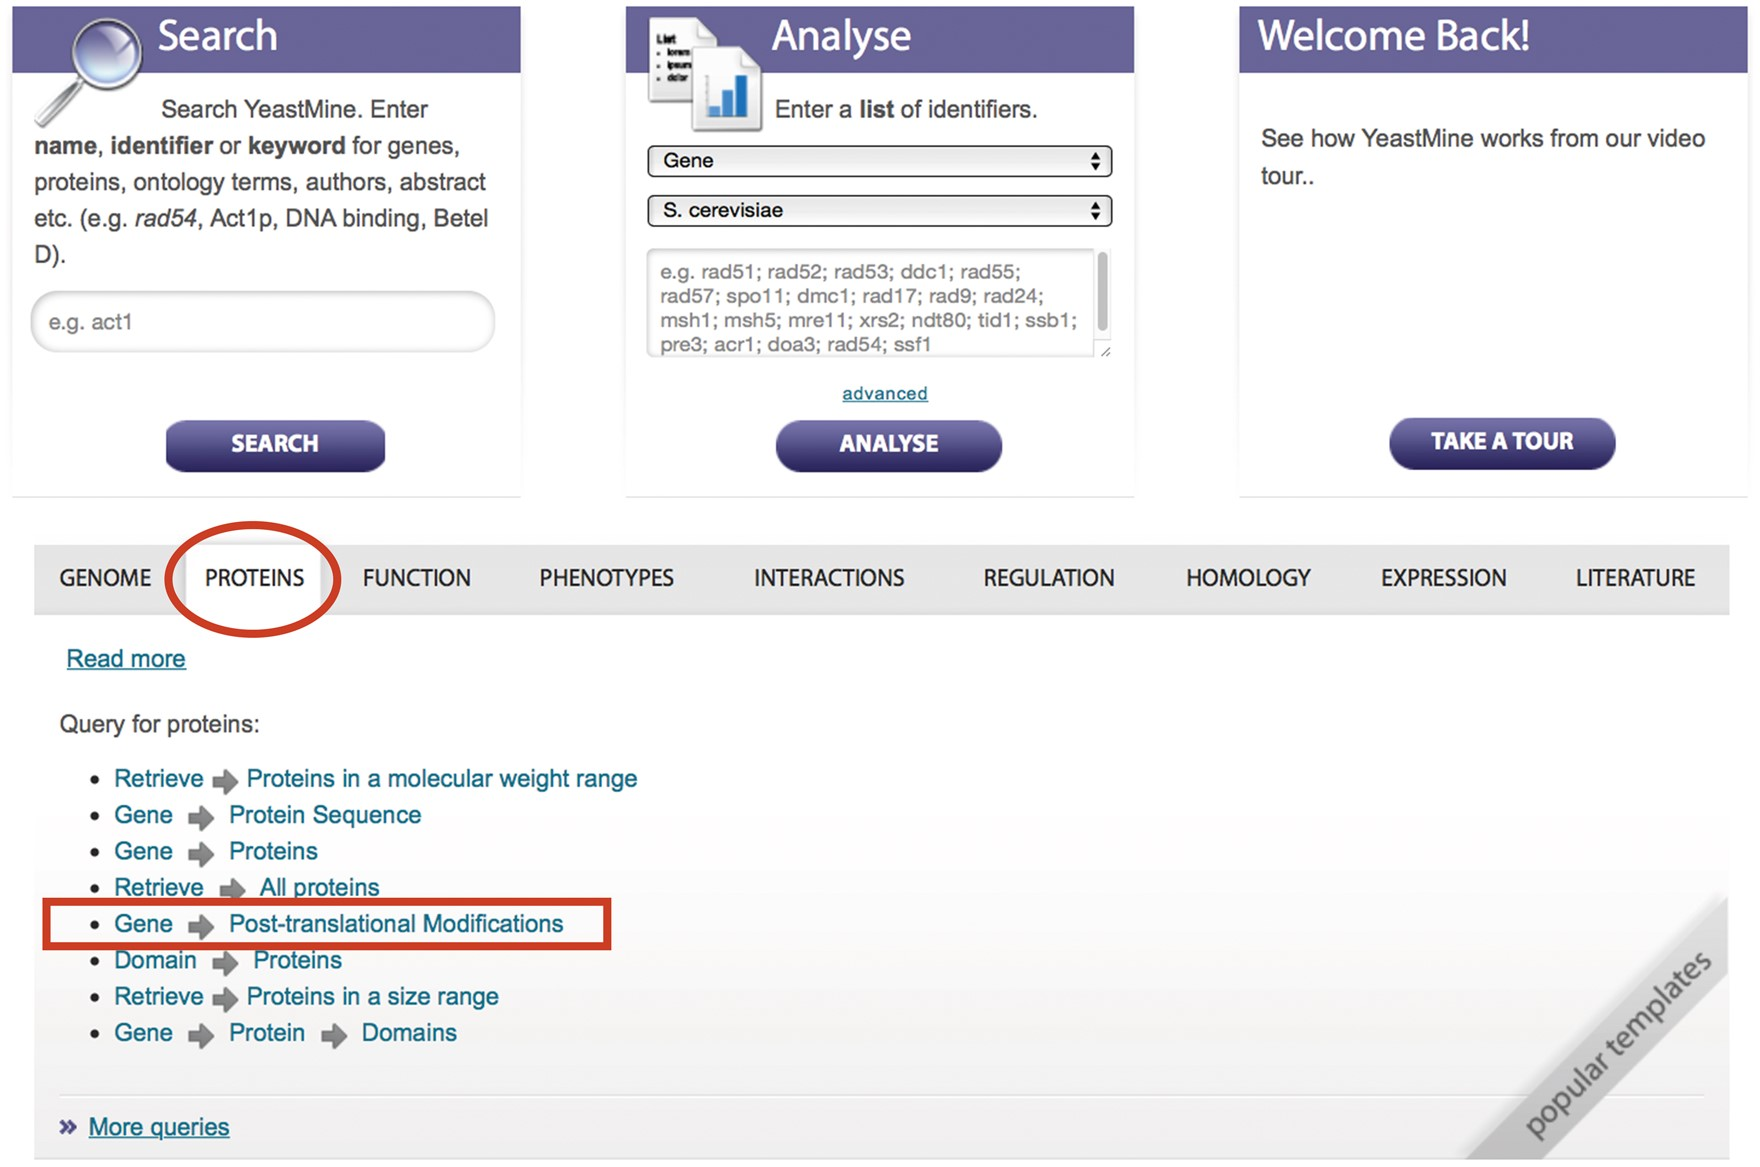 Search
Search YeastMine. Enter
name, identifier or keyword for genes,
proteins, ontology terms, authors, abstract
etc. (e.g. rad54, Act1p, DNA binding, Betel
D).
e.g. act1
SEARCH
List
lorem
ipsum
dolor
Analyse
Enter a list of identifiers.
Gene
S. cerevisiae
e.g. rad51; rad52; rad53; ddc1; rad55;
rad57; spo11; dmc1; rad17; rad9; rad24;
msh1; msh5; mre11; xrs2; ndt80; tid1; ssb1;
pre3; acr1; doa3; rad54; ssf1
advanced
ANALYSE
Welcome Back!
See how YeastMine works from our video
tour..
TAKE A TOUR
GENOME PROTEINS FUNCTION PHENOTYPES INTERACTIONS REGULATION HOMOLOGY EXPRESSION LITERATURE
Read more
Query for proteins:
• Retrieve ➡ Proteins in a molecular weight range
• Gene ➡ Protein Sequence
• Gene ➡ Proteins
• Retrieve ➡ All proteins
• Gene ➡ Post-translational Modifications
• Domain ➡ Proteins
• Retrieve ➡ Proteins in a size range
• Gene ➡ Protein ➡ Domains
» More queries
popular templates